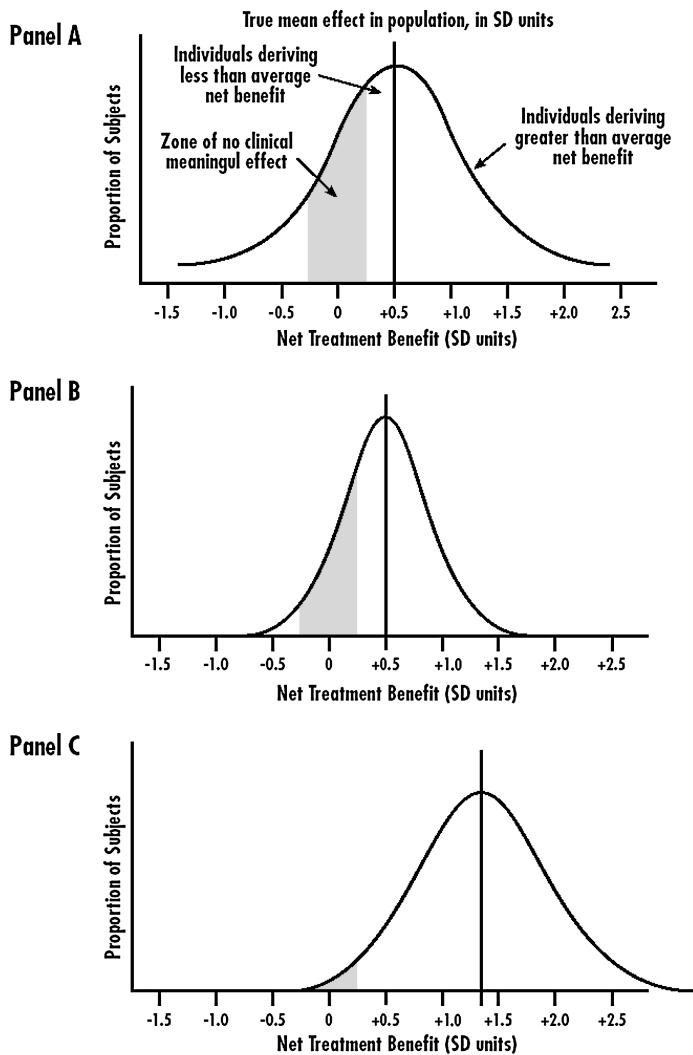 True mean effect in population, in SD units
Panel A
Individuals deriving
less than average
net benefit
Individuals deriving
greater than average
net benefit
Zone of no clinical
meaningul effect
Proportion of Subjects
-1.5 -1.0 -0.5 0 +0.5 +1.0 +1.5 +2.0 2.5
Net Treatment Benefit (SD units)
Panel B
Proportion of Subjects
-1.5 -1.0 -0.5 0 +0.5 +1.0 +1.5 +2.0 +2.5
Net Treatment Benefit (SD units)
Panel C
Proportion of Subjects
-1.5 -1.0 -0.5 0 +0.5 +1.0 +1.5 +2.0 +2.5
Net Treatment Benefit (SD units)